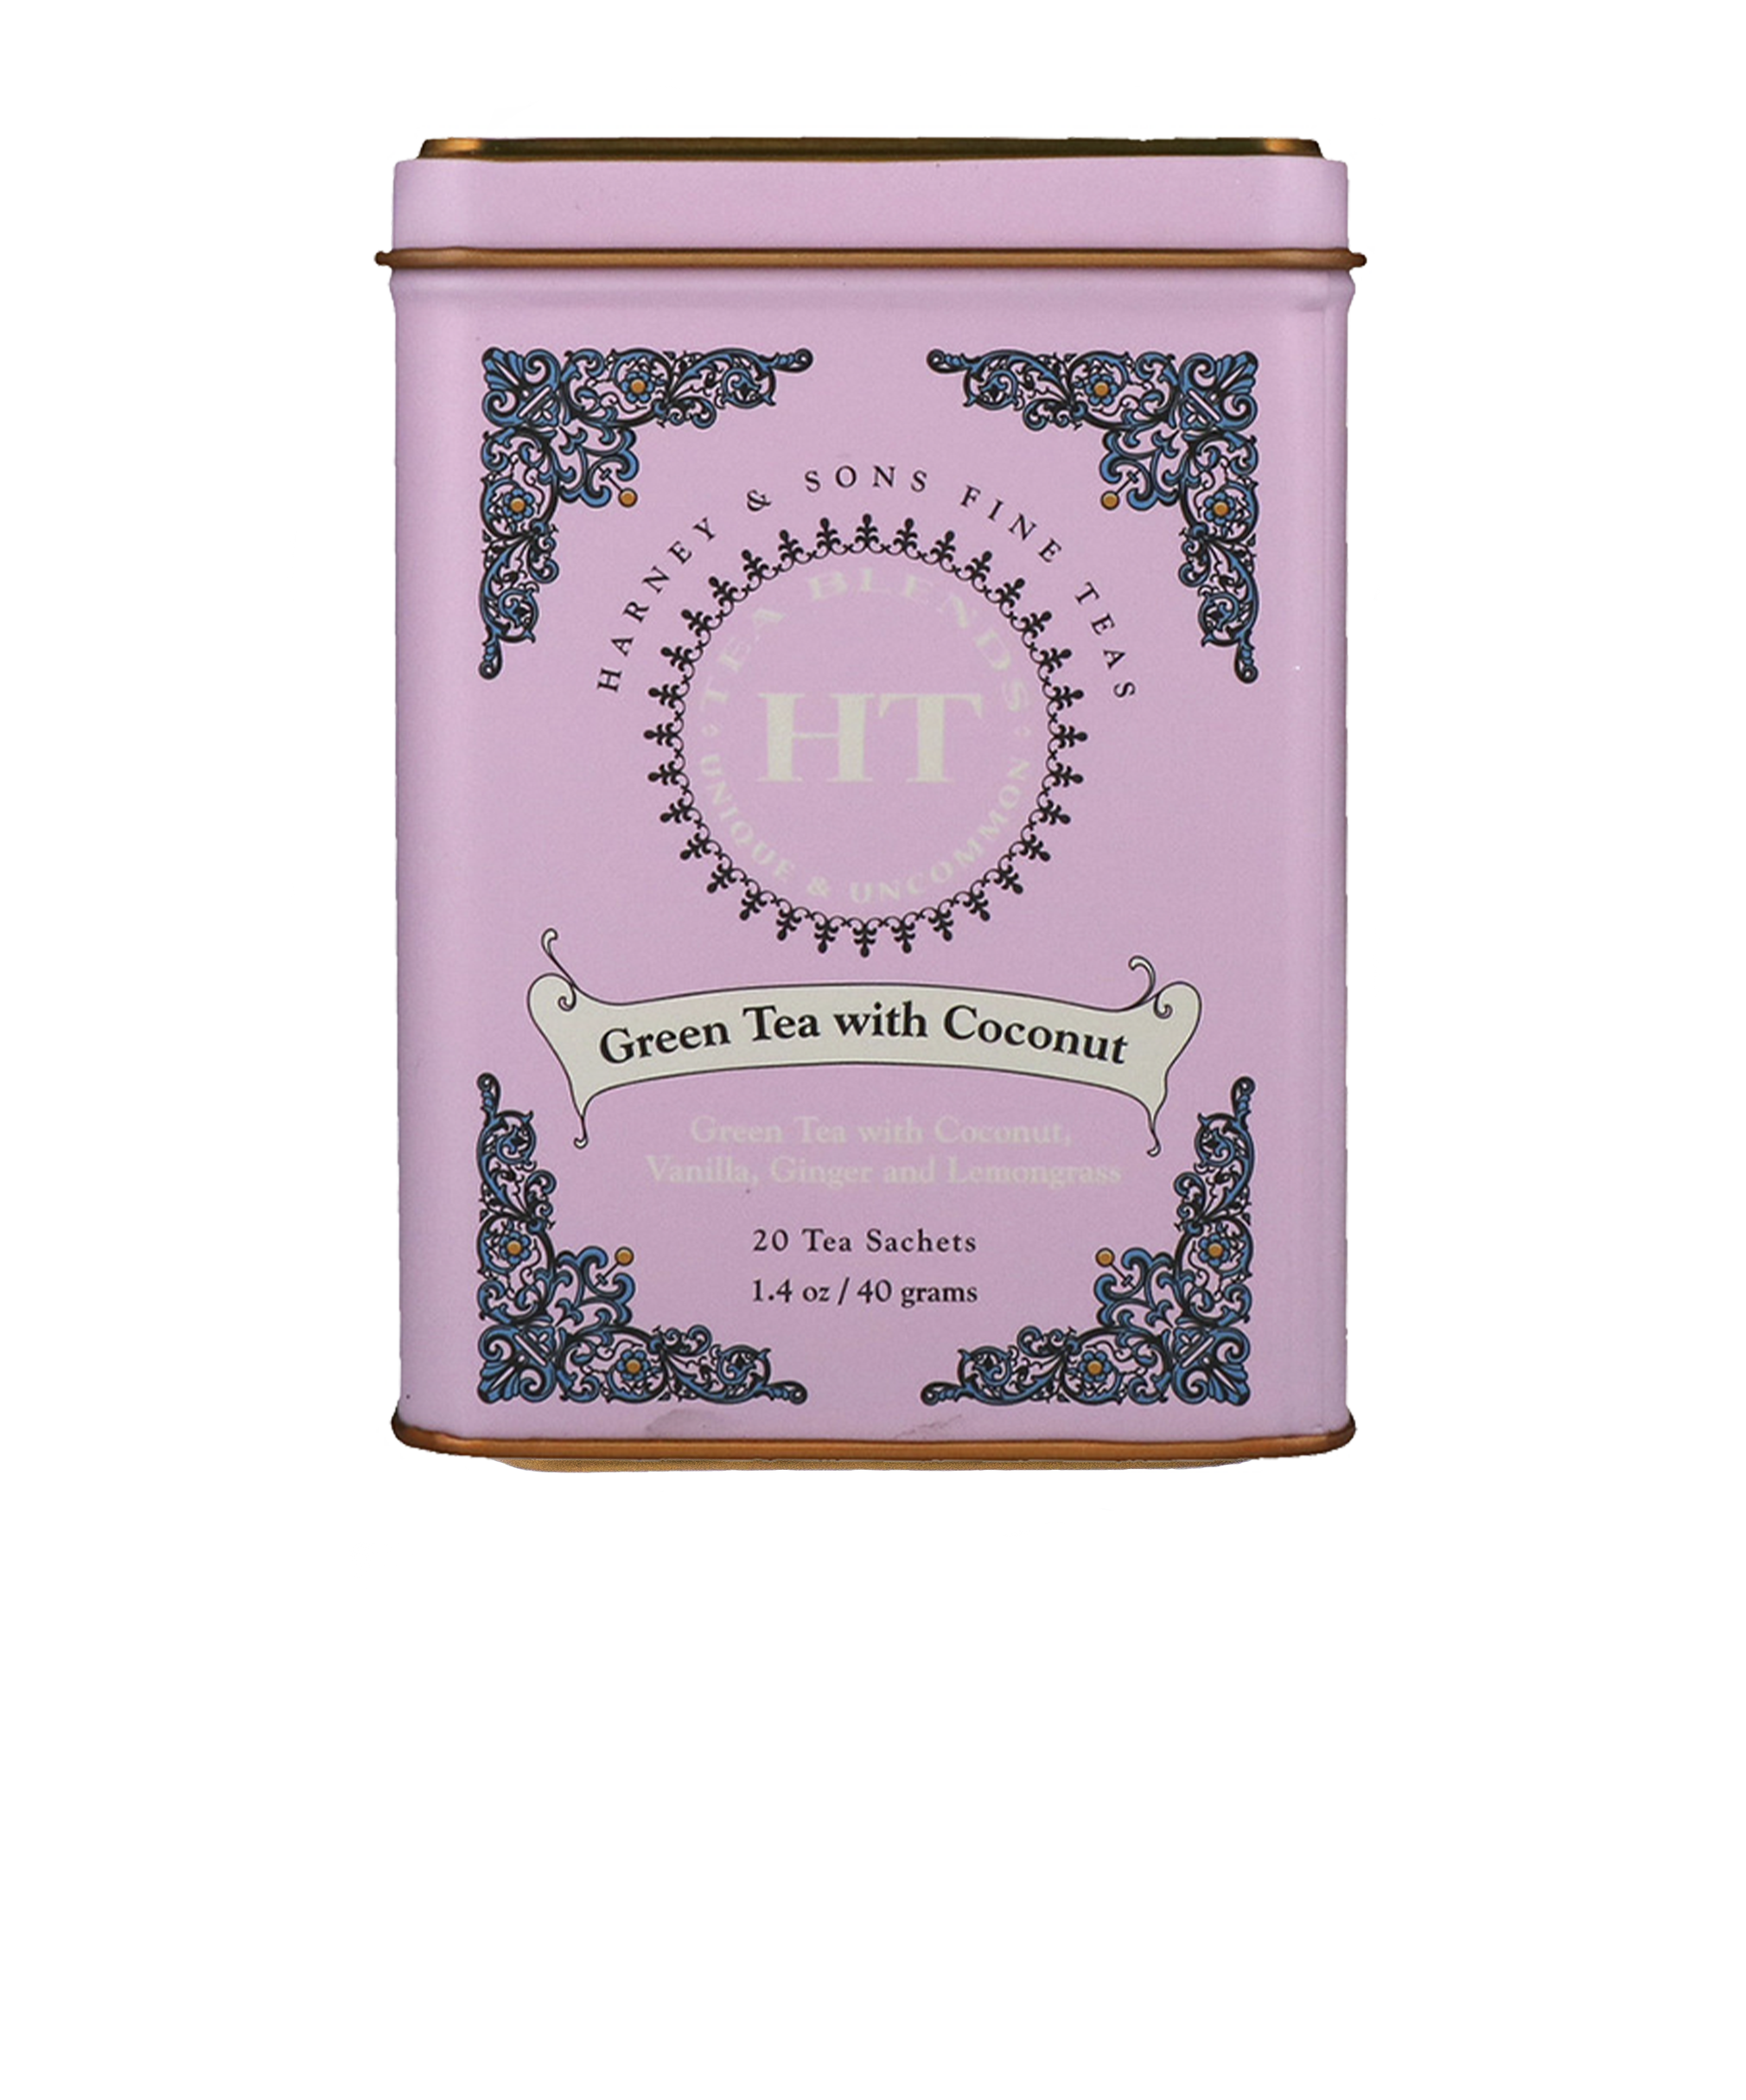 HARNEY & SONS FINE TEAS
TEA BLENDS
HT
UNIQUE & UNCOMMON
Green Tea with Coconut
Green Tea with Coconut,
Vanilla, Ginger and Lemongrass
20 Tea Sachets
1.4 oz / 40 grams